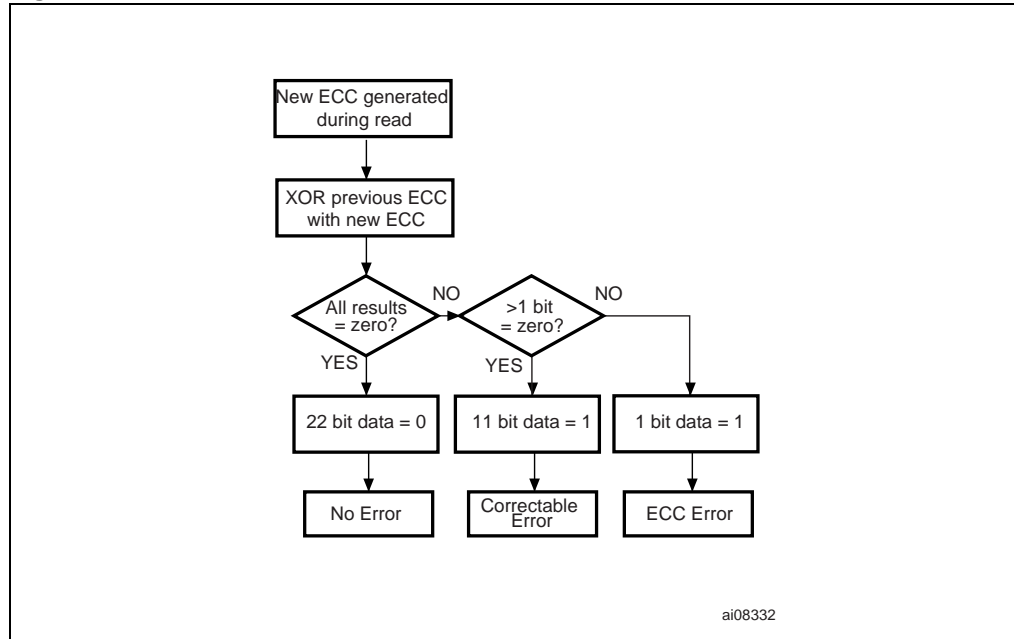 New ECC generated
during read
XOR previous ECC
with new ECC
All results
= zero?
NO
>1 bit
= zero?
NO
YES
YES
22 bit data = 0
11 bit data = 1
1 bit data = 1
No Error
Correctable
Error
ECC Error
ai08332